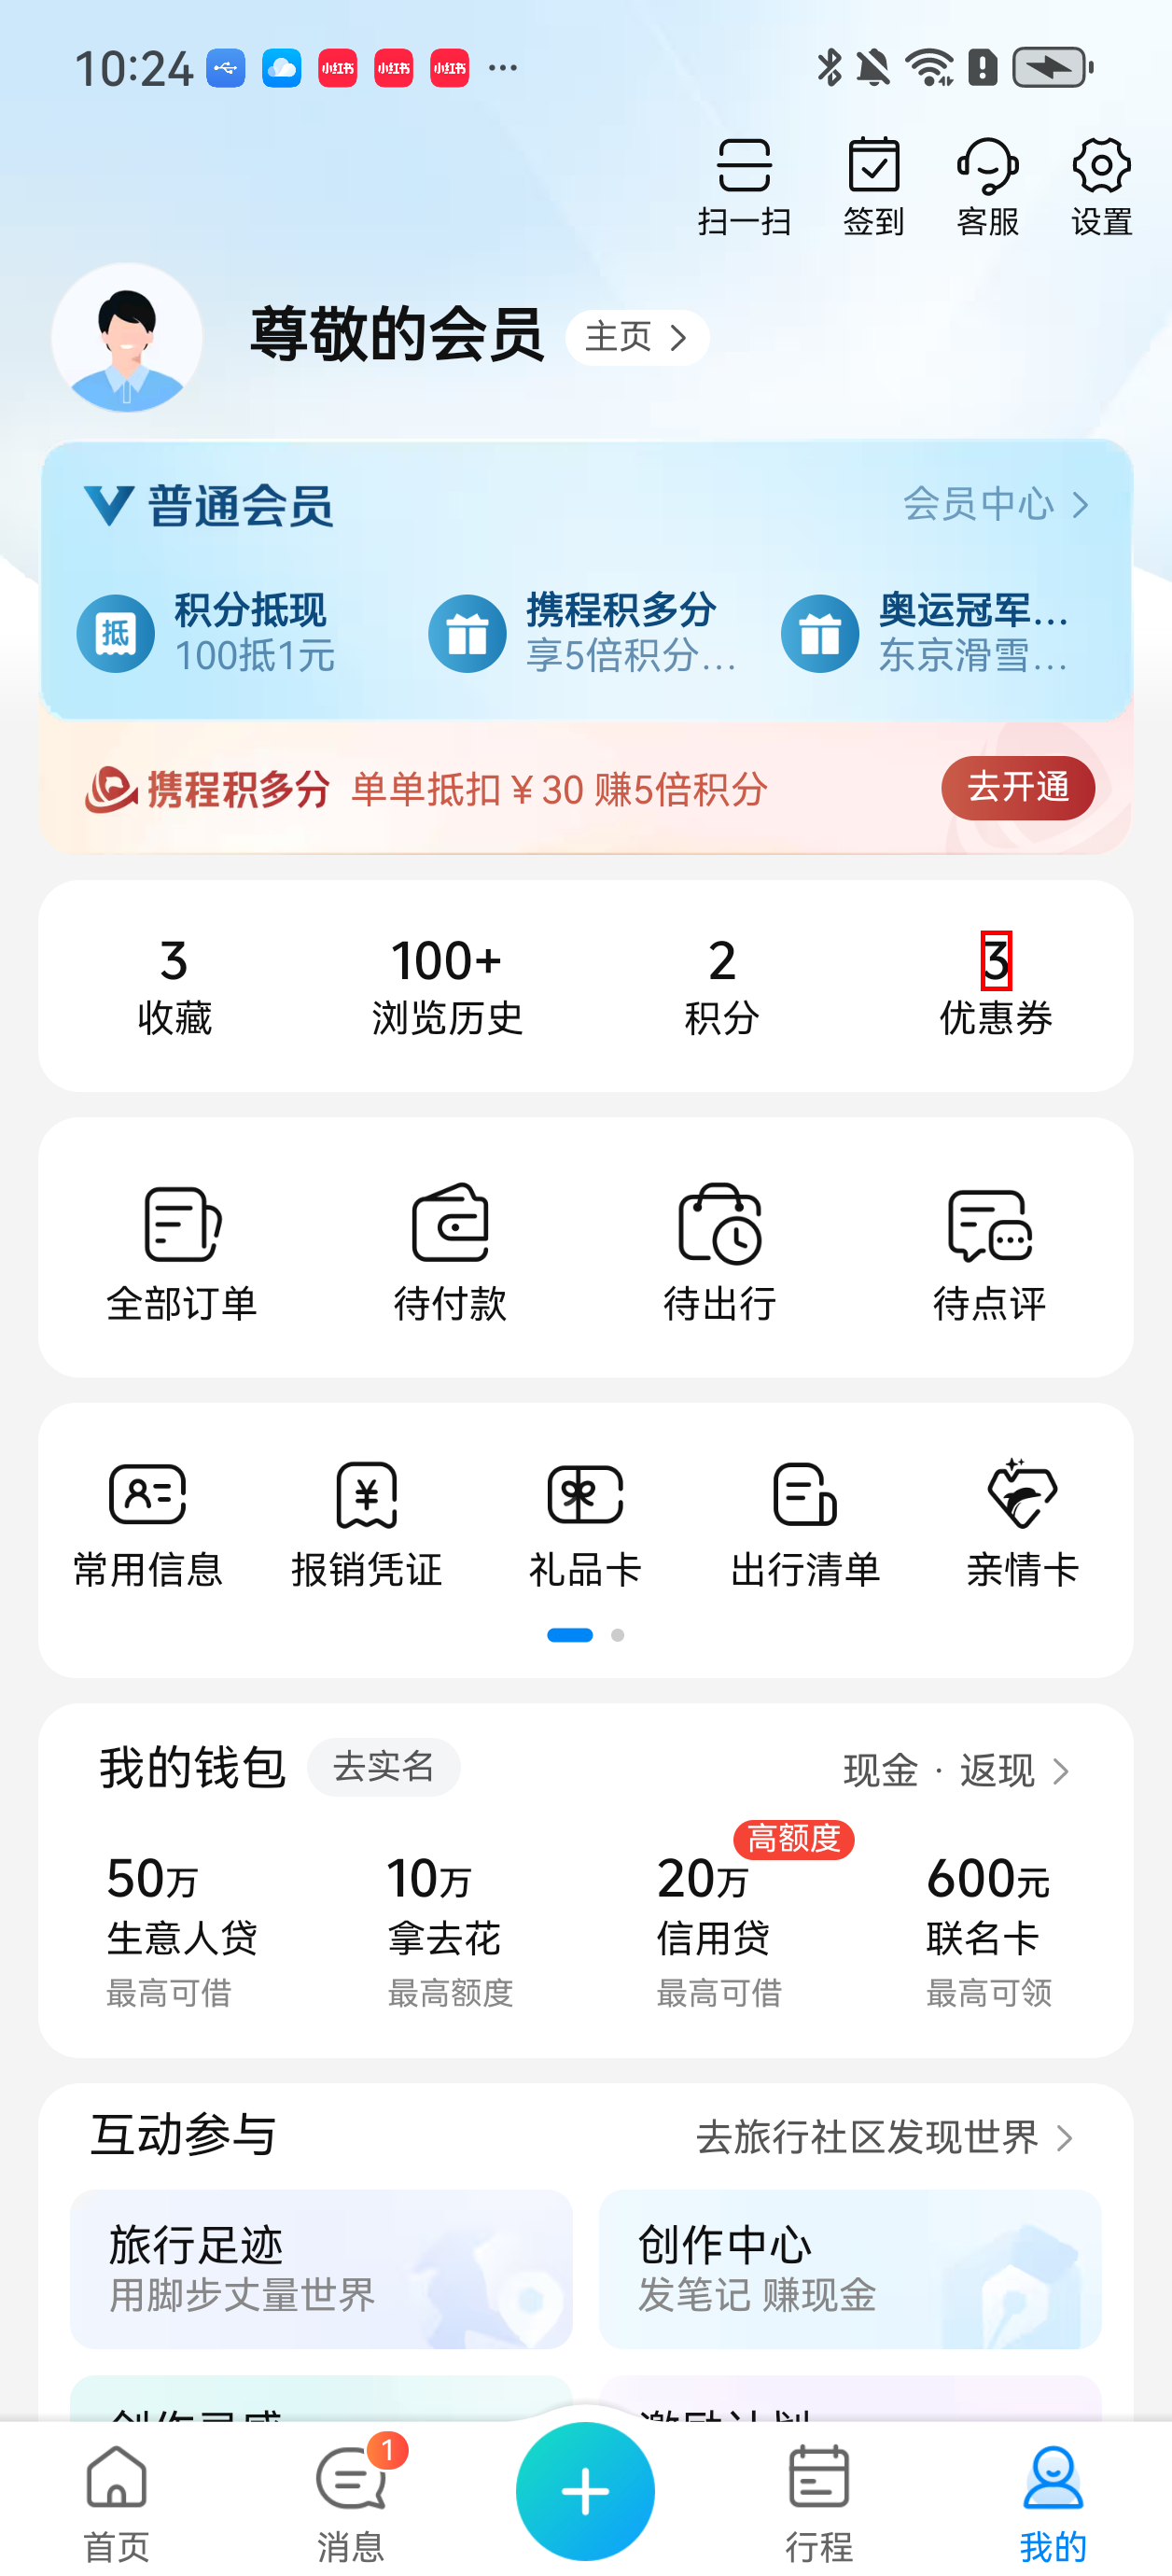 10:24 小红书 小红书 小红书 ...
扫一扫 签到 客服 设置
尊敬的会员 主页
普通会员 会员中心
抵 积分抵现 携程积多分 奥运冠军...
100抵1元 享5倍积分... 东京滑雪...
携程积多分 单单抵扣¥30 赚5倍积分 去开通
3 100+ 2 3
收藏 浏览历史 积分 优惠券
全部订单 待付款 待出行 待点评
常用信息 报销凭证 礼品卡 出行清单 亲情卡
我的钱包 去实名 现金 · 返现
高额度
50万 10万 20万 600元
生意人贷 拿去花 信用贷 联名卡
最高可借 最高额度 最高可借 最高可领
互动参与 去旅行社区发现世界
旅行足迹 创作中心
用脚步丈量世界 发笔记 赚现金
创作灵感 激励计划
1
首页 消息 行程 我的